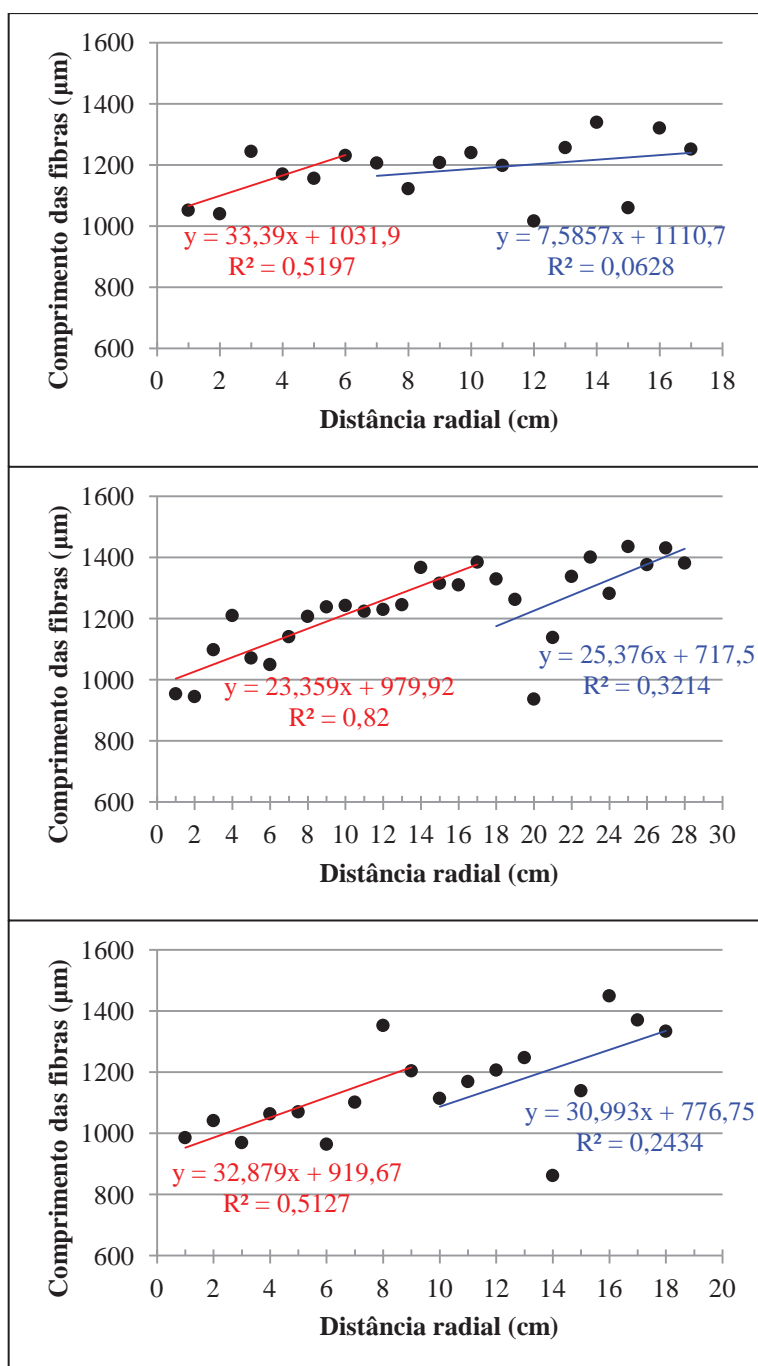 Comprimento das fibras (µm)
1600
1400
1200
1000
800
600
y = 33,39x + 1031,9
R² = 0,5197
y = 7,5857x + 1110,7
R² = 0,0628
0 2 4 6 8 10 12 14 16 18
Distância radial (cm)
Comprimento das fibras (µm)
1600
1400
1200
1000
800
600
y = 23,359x + 979,92
R² = 0,82
y = 25,376x + 717,5
R² = 0,3214
0 2 4 6 8 10 12 14 16 18 20 22 24 26 28 30
Distância radial (cm)
Comprimento das fibras (µm)
1600
1400
1200
1000
800
600
y = 32,879x + 919,67
R² = 0,5127
y = 30,993x + 776,75
R² = 0,2434
0 2 4 6 8 10 12 14 16 18 20
Distância radial (cm)